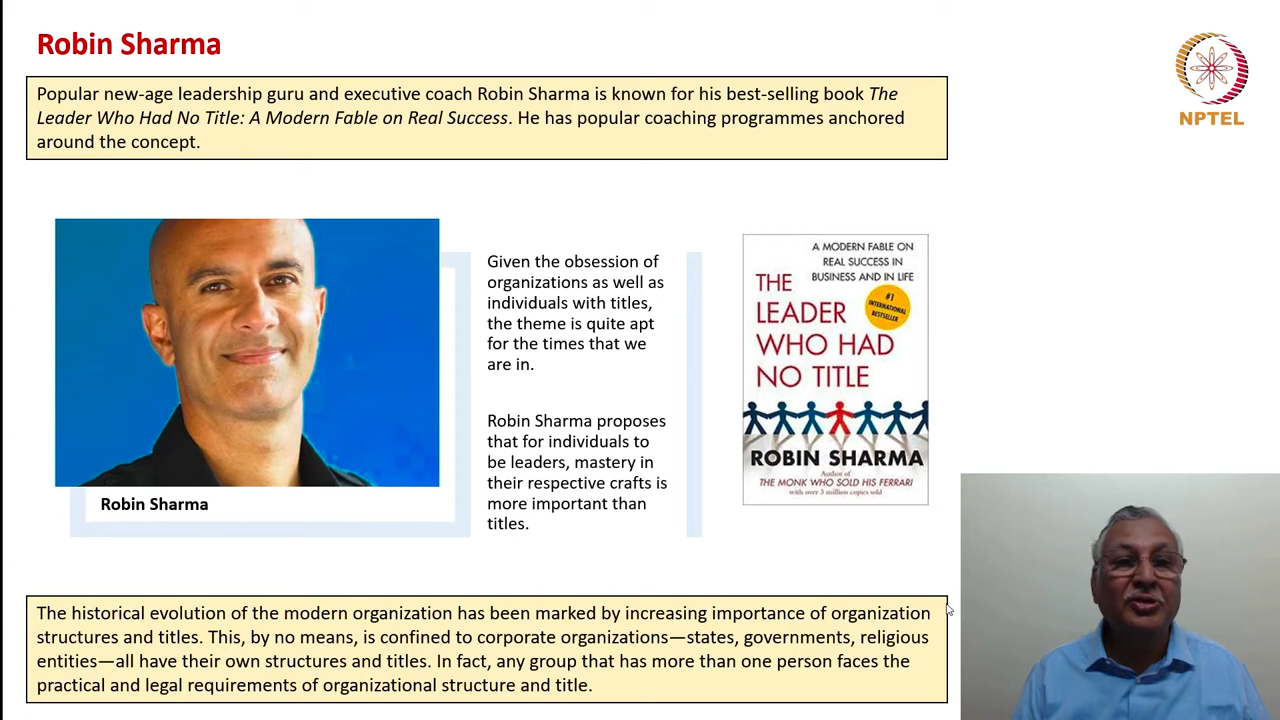 Robin Sharma
NPTEL
Popular new-age leadership guru and executive coach Robin Sharma is known for his best-selling book The
Leader Who Had No Title: A Modern Fable on Real Success. He has popular coaching programmes anchored
around the concept.
Robin Sharma
Given the obsession of
organizations as well as
individuals with titles,
the theme is quite apt
for the times that we
are in.
Robin Sharma proposes
that for individuals to
be leaders, mastery in
their respective crafts is
more important than
titles.
A MODERN FABLE ON
REAL SUCCESS IN
BUSINESS AND IN LIFE
THE
LEADER
WHO HAD
NO TITLE
#1
INTERNATIONAL
BESTSELLER
ROBIN SHARMA
Author of
THE MONK WHO SOLD HIS FERRARI
with over 3 million copies sold
The historical evolution of the modern organization has been marked by increasing importance of organization
structures and titles. This, by no means, is confined to corporate organizations—states, governments, religious
entities—all have their own structures and titles. In fact, any group that has more than one person faces the
practical and legal requirements of organizational structure and title.